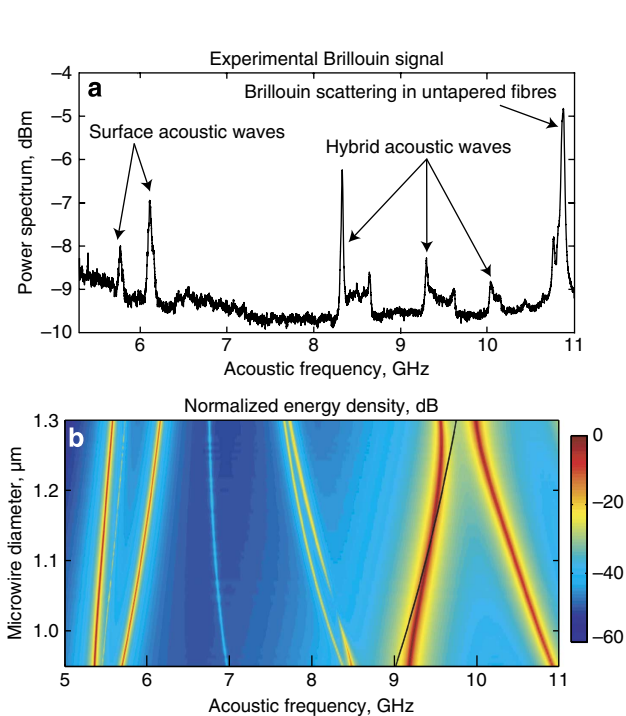 Experimental Brillouin signal
a
Brillouin scattering in untapered fibres
Surface acoustic waves
Hybrid acoustic waves
Power spectrum, dBm
−4
−5
−6
−7
−8
−9
−10
6 7 8 9 10 11
Acoustic frequency, GHz
Normalized energy density, dB
b
Microwire diameter, μm
1.3
1.2
1.1
1.0
5 6 7 8 9 10 11
Acoustic frequency, GHz
0
−20
−40
−60